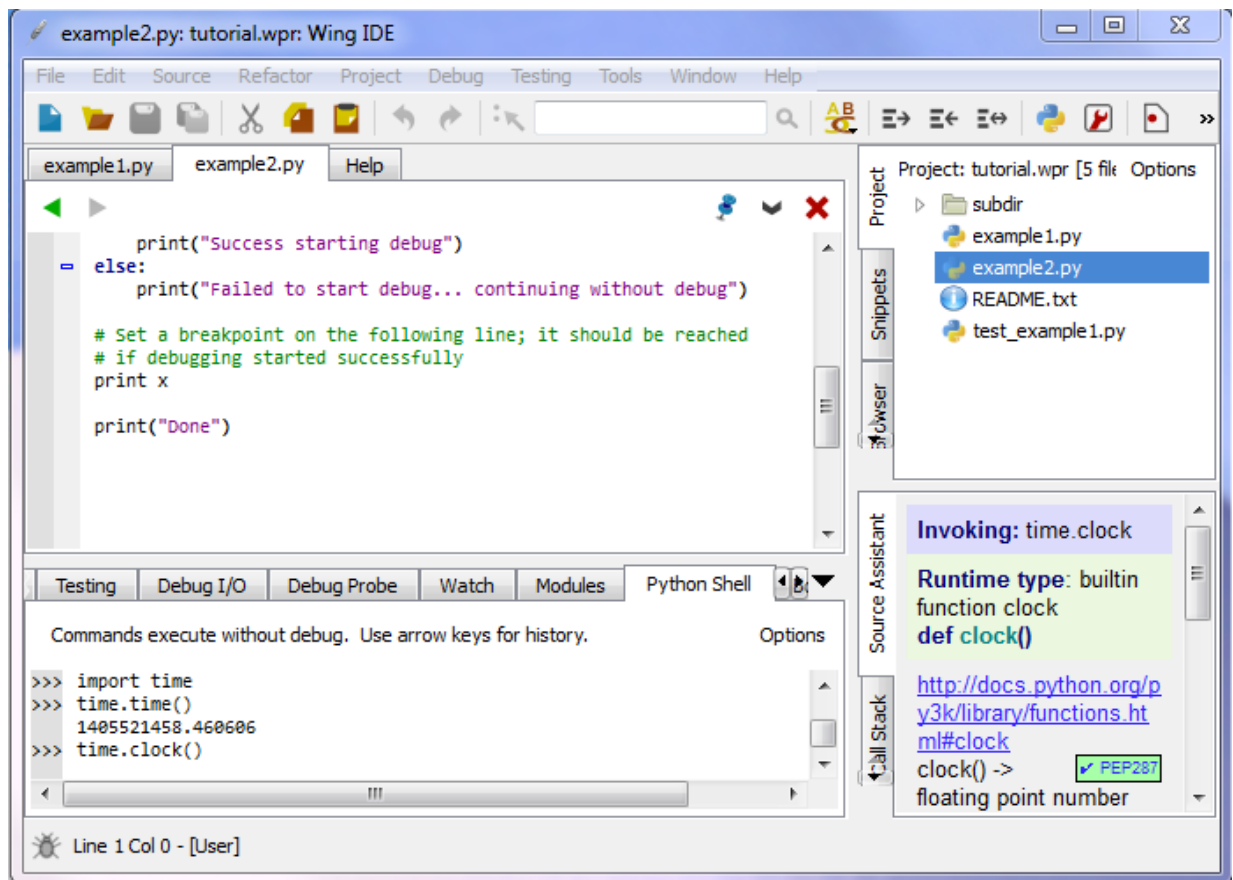 example2.py: tutorial.wpr: Wing IDE
File Edit Source Refactor Project Debug Testing Tools Window Help
AB
example1.py example2.py Help
print("Success starting debug")
else:
print("Failed to start debug... continuing without debug")
# Set a breakpoint on the following line; it should be reached
# if debugging started successfully
print x
print("Done")
Project
Snippets
Browser
Project: tutorial.wpr [5 file Options
subdir
example1.py
example2.py
README.txt
test_example1.py
Testing Debug I/O Debug Probe Watch Modules Python Shell
Commands execute without debug. Use arrow keys for history. Options
>>> import time
>>> time.time()
1405521458.460606
>>> time.clock()
Source Assistant
Call Stack
Invoking: time.clock
Runtime type: builtin
function clock
def clock()
http://docs.python.org/p
y3k/library/functions.ht
ml#clock
clock() -> ✔ PEP287
floating point number
Line 1 Col 0 - [User]